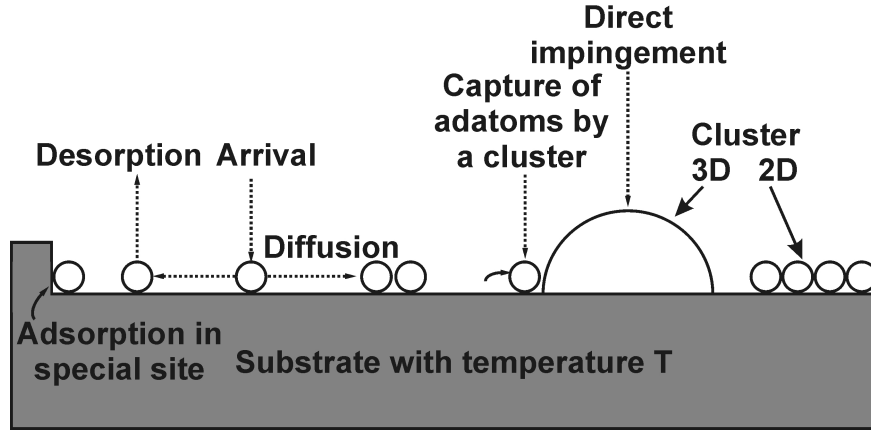 Direct
impingement
Capture of
adatoms by
a cluster
Cluster
3D 2D
Desorption Arrival
Diffusion
Adsorption in
special site
Substrate with temperature T